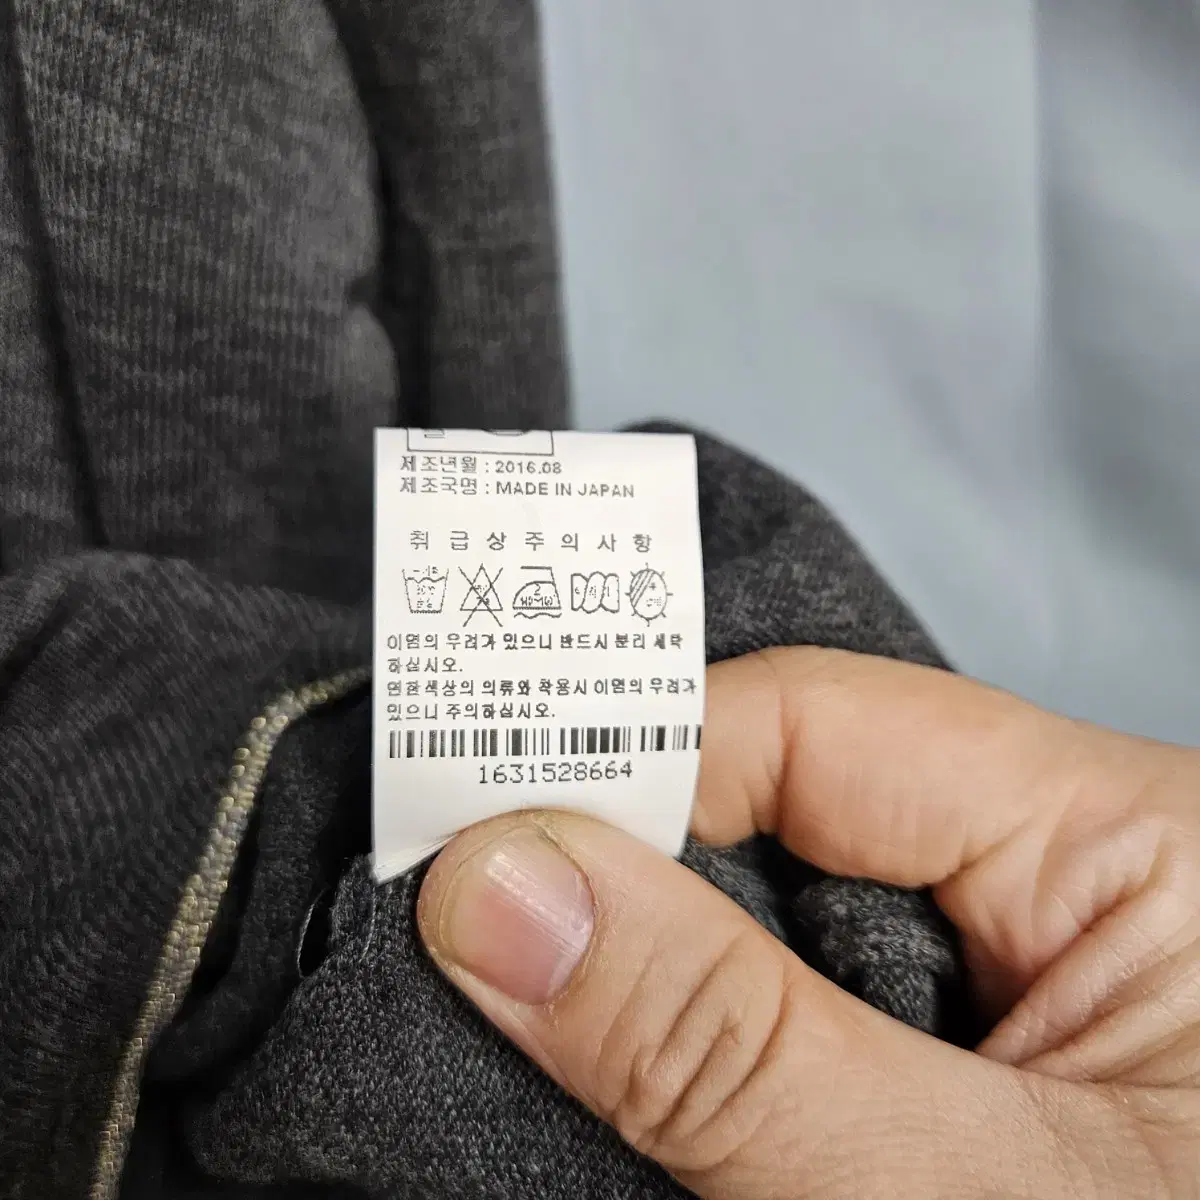 제조년월 : 2016.08
제조국명 : MADE IN JAPAN
취 급 상 주 의 사 항
이염의 우려가 있으니 반드시 분리 세탁
하십시오.
연한색상의 의류와 착용시 이염의 우려가
있으니 주의하십시오.
1631528664